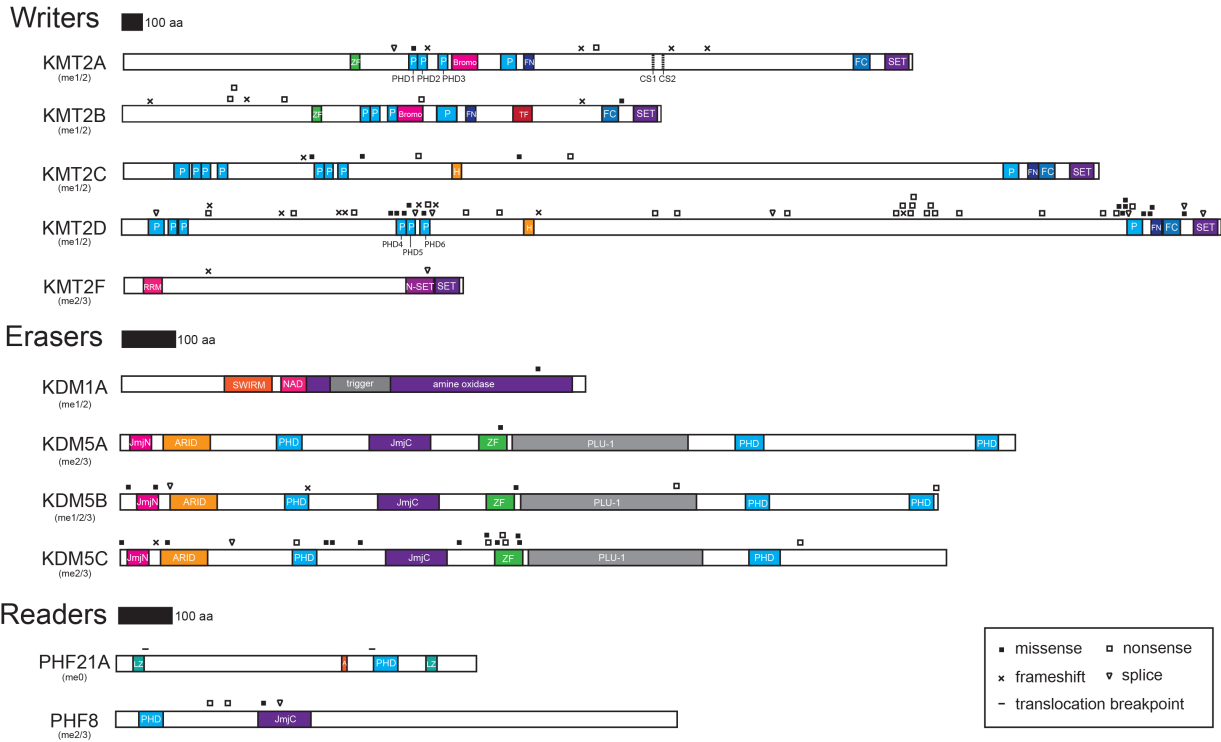 Writers 100 aa
KMT2A ZF P P P Bromo P FN FC SET
(me1/2) PHD1 PHD2 PHD3 CS1 CS2
KMT2B ZF P P P Bromo P FN TF FC SET
(me1/2)
KMT2C P P P P P P P H P FN FC SET
(me1/2)
KMT2D P P P P P P H P FN FC SET
(me1/2) PHD4 PHD5 PHD6
KMT2F RRM N-SET SET
(me2/3)
Erasers 100 aa
KDM1A SWIRM NAD trigger amine oxidase
(me1/2)
KDM5A JmjN ARID PHD JmjC ZF PLU-1 PHD PHD
(me2/3)
KDM5B JmjN ARID PHD JmjC ZF PLU-1 PHD PHD
(me1/2/3)
KDM5C JmjN ARID PHD JmjC ZF PLU-1 PHD
(me2/3)
Readers 100 aa
PHF21A LZ A PHD LZ
(me0)
PHF8 PHD JmjC
(me2/3)
missense nonsense
frameshift splice
translocation breakpoint